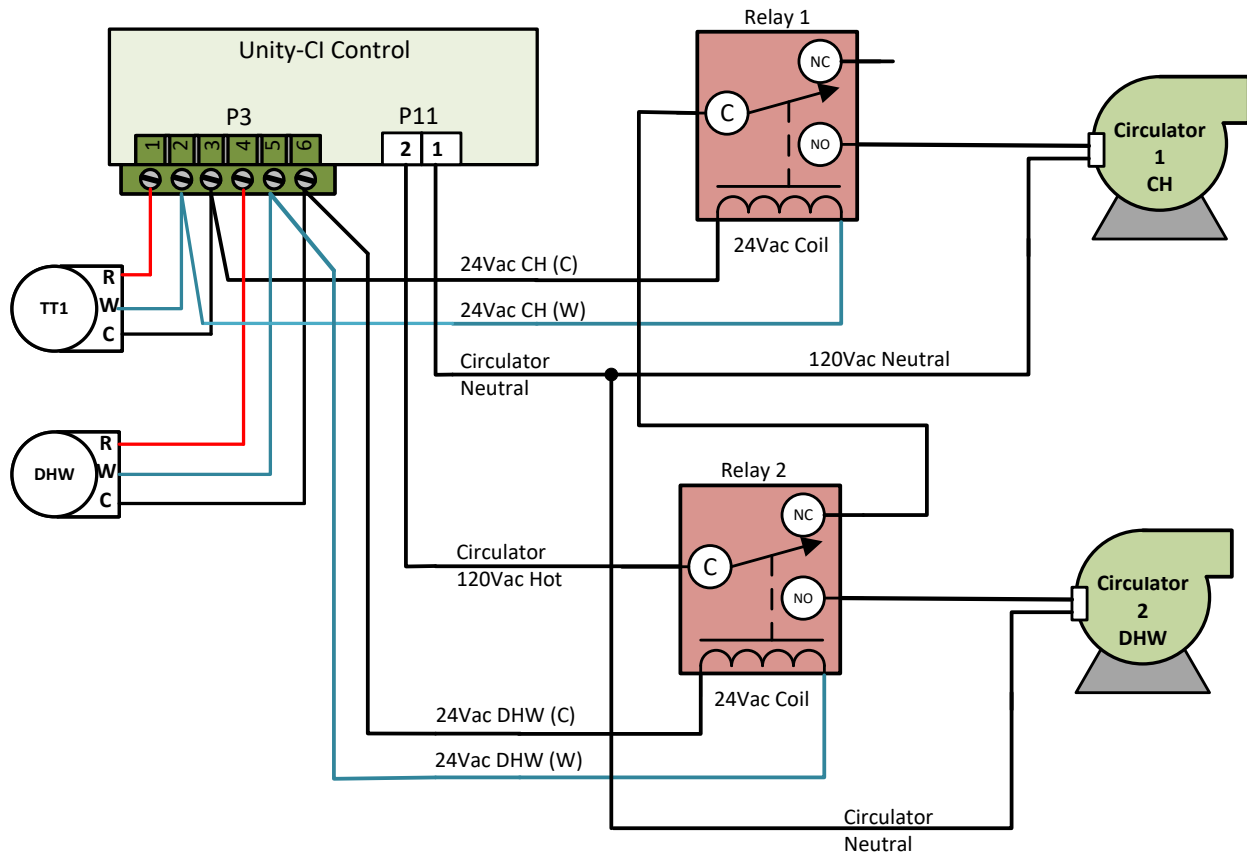 Unity-CI Control
P3
P11
1
2
3
4
5
6
2
1
Relay 1
NC
C
NO
24Vac Coil
Circulator
1
CH
24Vac CH (C)
24Vac CH (W)
R
W
C
TT1
Circulator
Neutral
120Vac Neutral
R
W
C
DHW
Relay 2
NC
C
NO
24Vac Coil
Circulator
120Vac Hot
Circulator
2
DHW
24Vac DHW (C)
24Vac DHW (W)
Circulator
Neutral